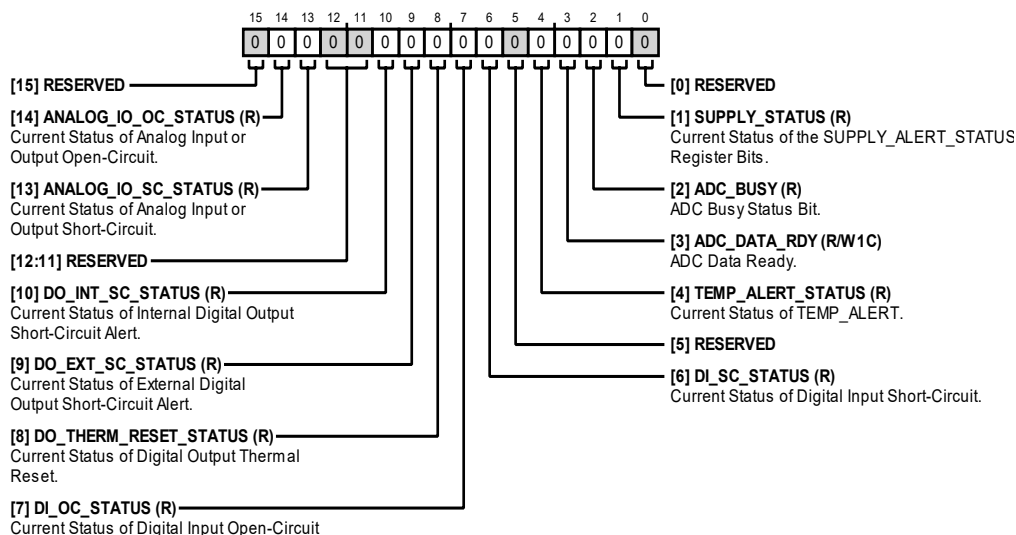 15 14 13 12 11 10 9 8 7 6 5 4 3 2 1 0
0 0 0 0 0 0 0 0 0 0 0 0 0 0 0 0
[15] RESERVED
[14] ANALOG_IO_OC_STATUS (R)
Current Status of Analog Input or
Output Open-Circuit.
[13] ANALOG_IO_SC_STATUS (R)
Current Status of Analog Input or
Output Short-Circuit.
[12:11] RESERVED
[10] DO_INT_SC_STATUS (R)
Current Status of Internal Digital Output
Short-Circuit Alert.
[9] DO_EXT_SC_STATUS (R)
Current Status of External Digital
Output Short-Circuit Alert.
[8] DO_THERM_RESET_STATUS (R)
Current Status of Digital Output Thermal
Reset.
[7] DI_OC_STATUS (R)
Current Status of Digital Input Open-Circuit
[0] RESERVED
[1] SUPPLY_STATUS (R)
Current Status of the SUPPLY_ALERT_STATUS
Register Bits.
[2] ADC_BUSY (R)
ADC Busy Status Bit.
[3] ADC_DATA_RDY (R/W1C)
ADC Data Ready.
[4] TEMP_ALERT_STATUS (R)
Current Status of TEMP_ALERT.
[5] RESERVED
[6] DI_SC_STATUS (R)
Current Status of Digital Input Short-Circuit.